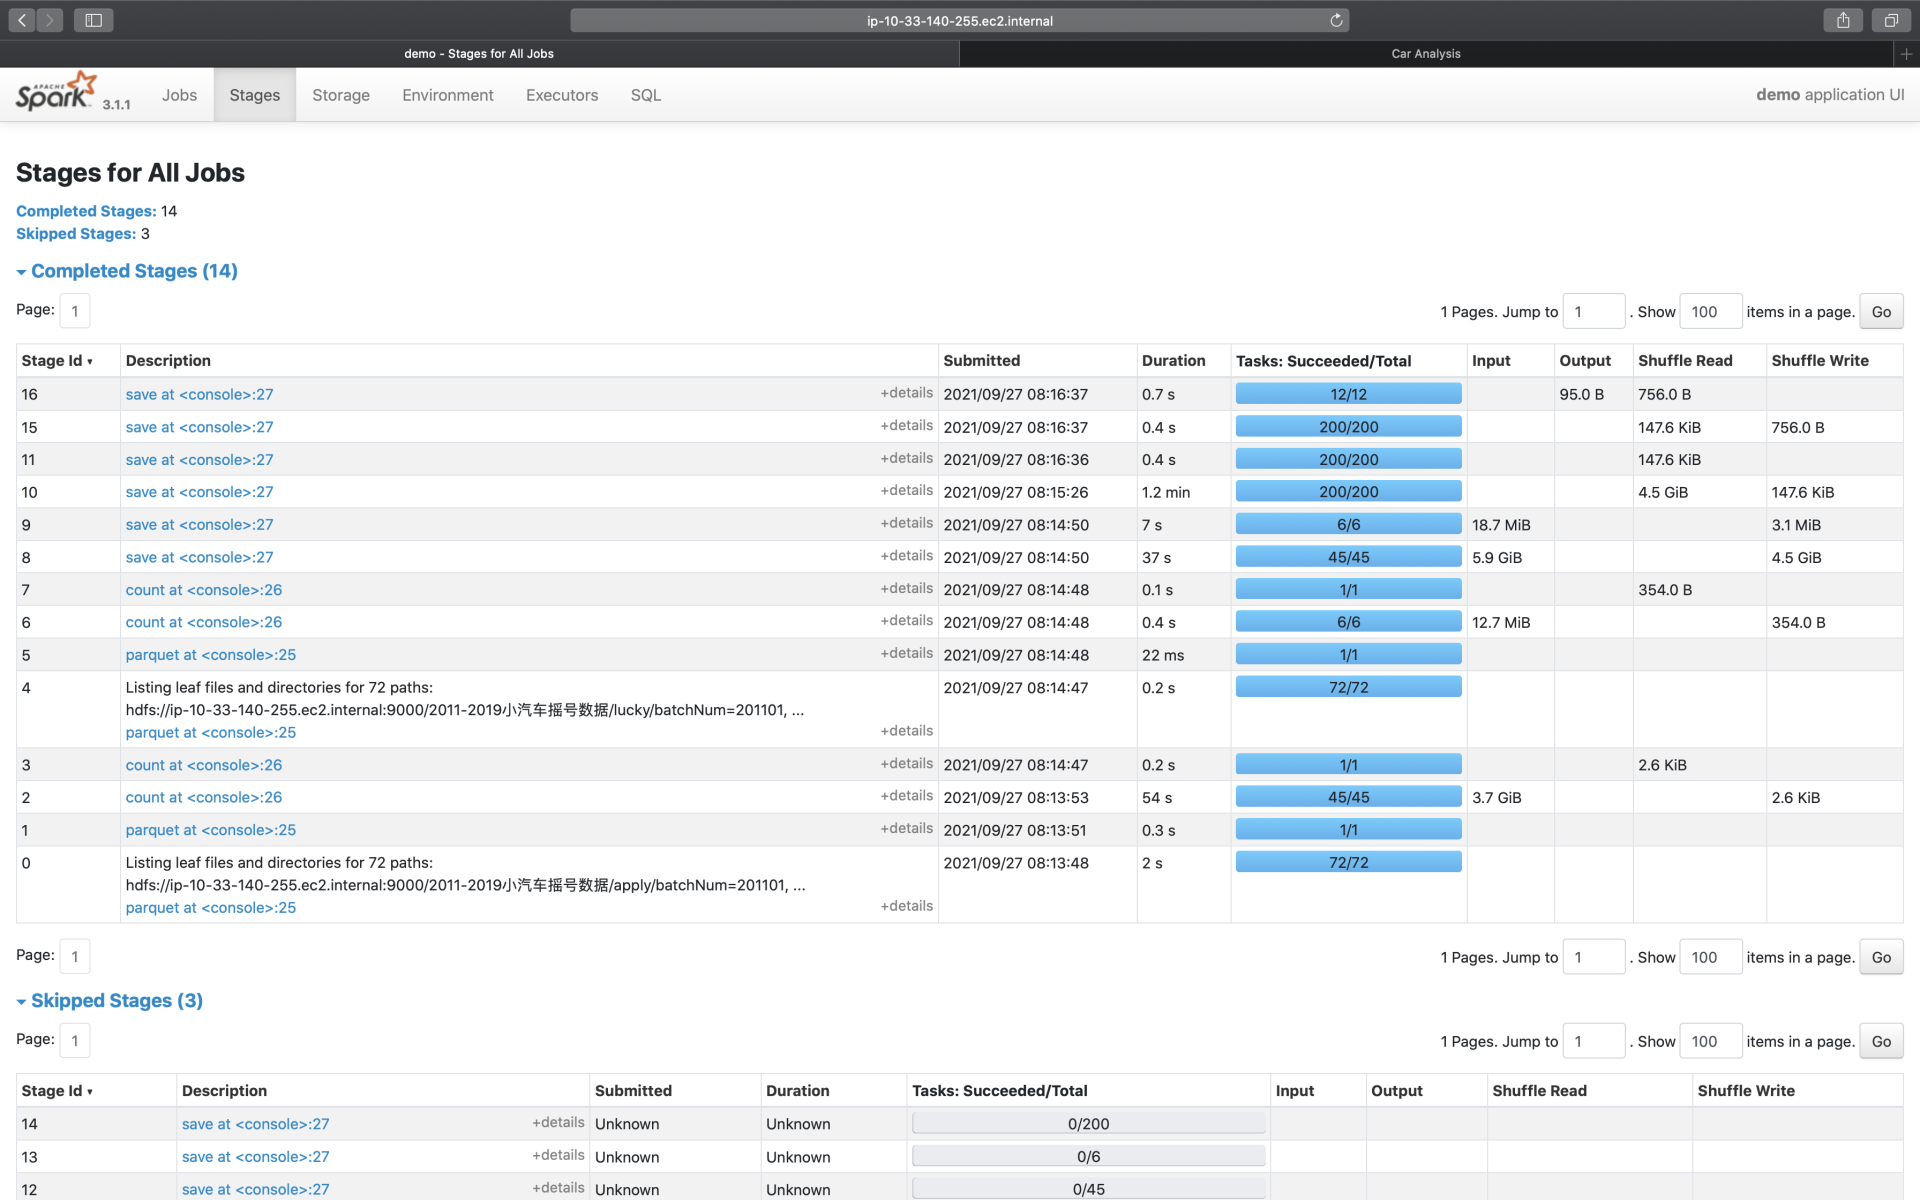 ip-10-33-140-255.ec2.internal
demo - Stages for All Jobs
Car Analysis
APACHE Spark 3.1.1
Jobs
Stages
Storage
Environment
Executors
SQL
demo application UI
Stages for All Jobs
Completed Stages: 14
Skipped Stages: 3
Completed Stages (14)
Page: 1
1 Pages. Jump to 1 . Show 100 items in a page. Go
Stage Id ▾ Description Submitted Duration Tasks: Succeeded/Total Input Output Shuffle Read Shuffle Write
16 save at <console>:27 +details 2021/09/27 08:16:37 0.7 s 12/12 95.0 B 756.0 B
15 save at <console>:27 +details 2021/09/27 08:16:37 0.4 s 200/200 147.6 KiB 756.0 B
11 save at <console>:27 +details 2021/09/27 08:16:36 0.4 s 200/200 147.6 KiB
10 save at <console>:27 +details 2021/09/27 08:15:26 1.2 min 200/200 4.5 GiB 147.6 KiB
9 save at <console>:27 +details 2021/09/27 08:14:50 7 s 6/6 18.7 MiB 3.1 MiB
8 save at <console>:27 +details 2021/09/27 08:14:50 37 s 45/45 5.9 GiB 4.5 GiB
7 count at <console>:26 +details 2021/09/27 08:14:48 0.1 s 1/1 354.0 B
6 count at <console>:26 +details 2021/09/27 08:14:48 0.4 s 6/6 12.7 MiB 354.0 B
5 parquet at <console>:25 +details 2021/09/27 08:14:48 22 ms 1/1
4 Listing leaf files and directories for 72 paths: 2021/09/27 08:14:47 0.2 s 72/72
hdfs://ip-10-33-140-255.ec2.internal:9000/2011-2019小汽车摇号数据/lucky/batchNum=201101, ...
parquet at <console>:25 +details
3 count at <console>:26 +details 2021/09/27 08:14:47 0.2 s 1/1 2.6 KiB
2 count at <console>:26 +details 2021/09/27 08:13:53 54 s 45/45 3.7 GiB 2.6 KiB
1 parquet at <console>:25 +details 2021/09/27 08:13:51 0.3 s 1/1
0 Listing leaf files and directories for 72 paths: 2021/09/27 08:13:48 2 s 72/72
hdfs://ip-10-33-140-255.ec2.internal:9000/2011-2019小汽车摇号数据/apply/batchNum=201101, ...
parquet at <console>:25 +details
Page: 1
1 Pages. Jump to 1 . Show 100 items in a page. Go
Skipped Stages (3)
Page: 1
1 Pages. Jump to 1 . Show 100 items in a page. Go
Stage Id ▾ Description Submitted Duration Tasks: Succeeded/Total Input Output Shuffle Read Shuffle Write
14 save at <console>:27 +details Unknown Unknown 0/200
13 save at <console>:27 +details Unknown Unknown 0/6
12 save at <console>:27 +details Unknown Unknown 0/45